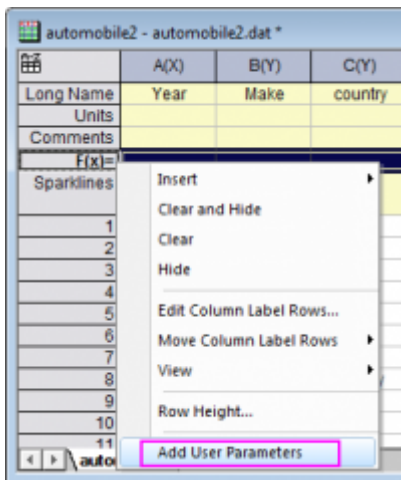 automobile2 - automobile2.dat *
A(X) B(Y) C(Y)
Long Name Year Make country
Units
Comments
F(x)=
Sparklines
Insert
Clear and Hide
1
Clear
2
3 Hide
4
5 Edit Column Label Rows...
6 Move Column Label Rows
7
View
8
9
Row Height...
10
11
Add User Parameters